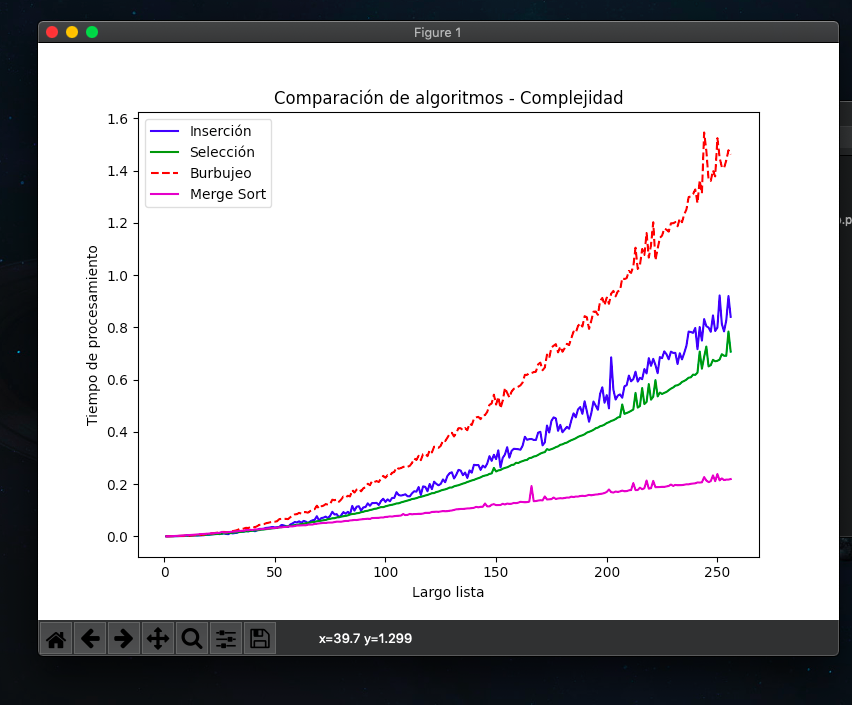 Figure 1
Comparación de algoritmos - Complejidad
1.6
1.4
1.2
1.0
0.8
0.6
0.4
0.2
0.0
Tiempo de procesamiento
Inserción
Selección
Burbujeo
Merge Sort
0 50 100 150 200 250
Largo lista
x=39.7 y=1.299